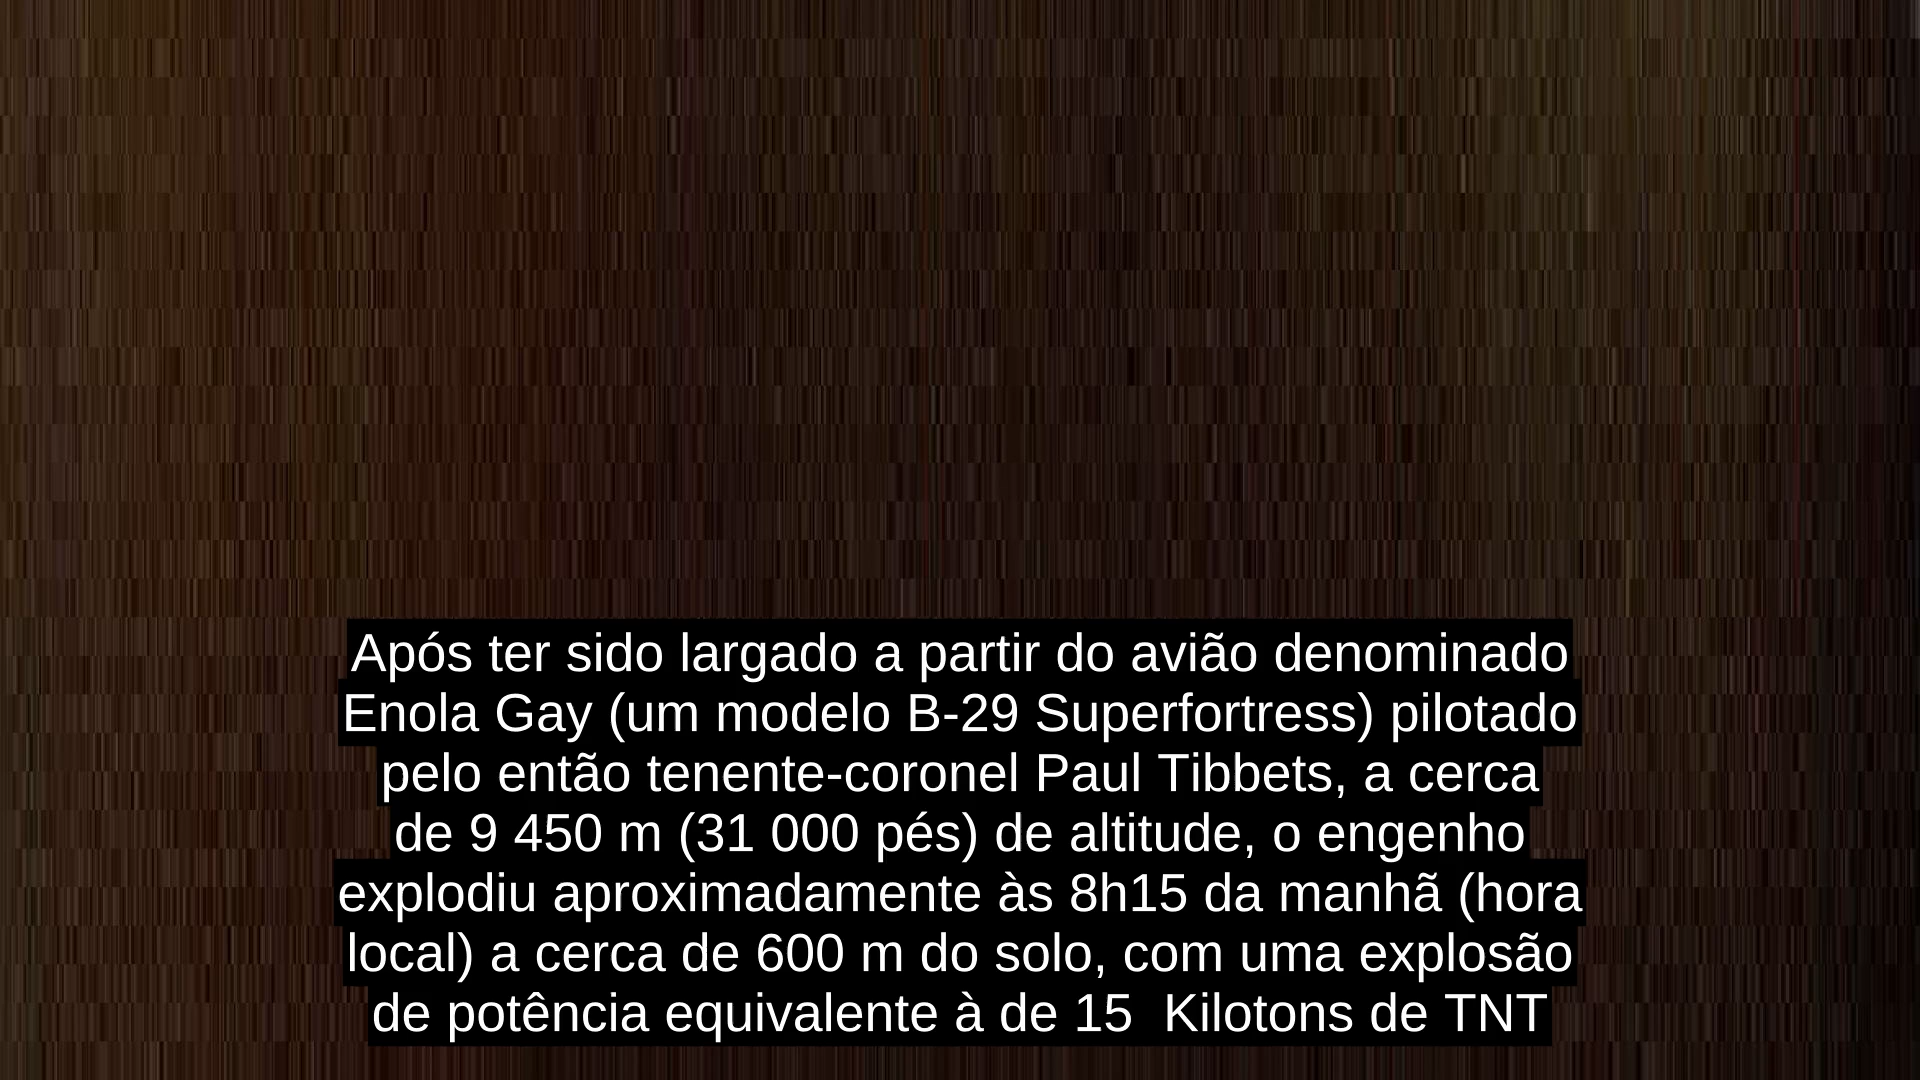 Após ter sido largado a partir do avião denominado
Enola Gay (um modelo B-29 Superfortress) pilotado
pelo então tenente-coronel Paul Tibbets, a cerca
de 9 450 m (31 000 pés) de altitude, o engenho
explodiu aproximadamente às 8h15 da manhã (hora
local) a cerca de 600 m do solo, com uma explosão
de potência equivalente à de 15  Kilotons de TNT